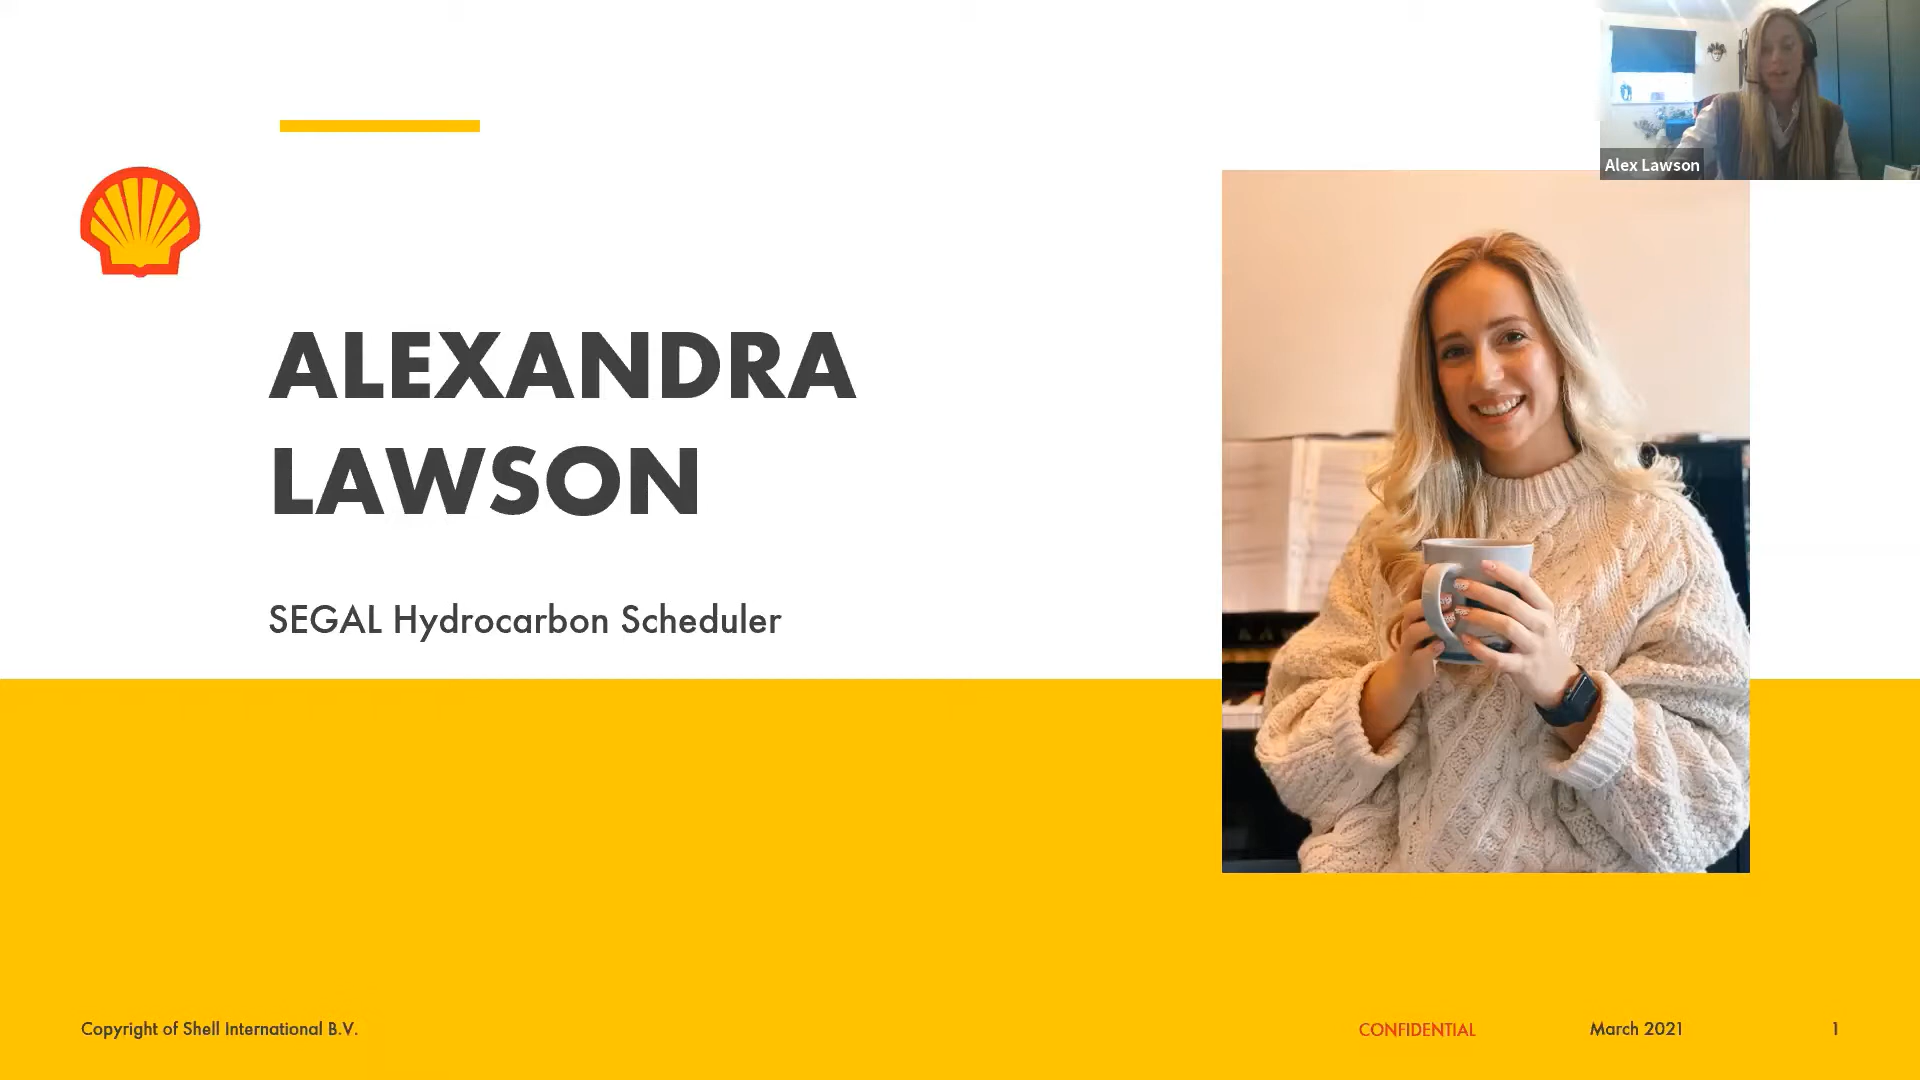 Alex Lawson
ALEXANDRA
LAWSON
SEGAL Hydrocarbon Scheduler
Copyright of Shell International B.V.
CONFIDENTIAL
March 2021
1